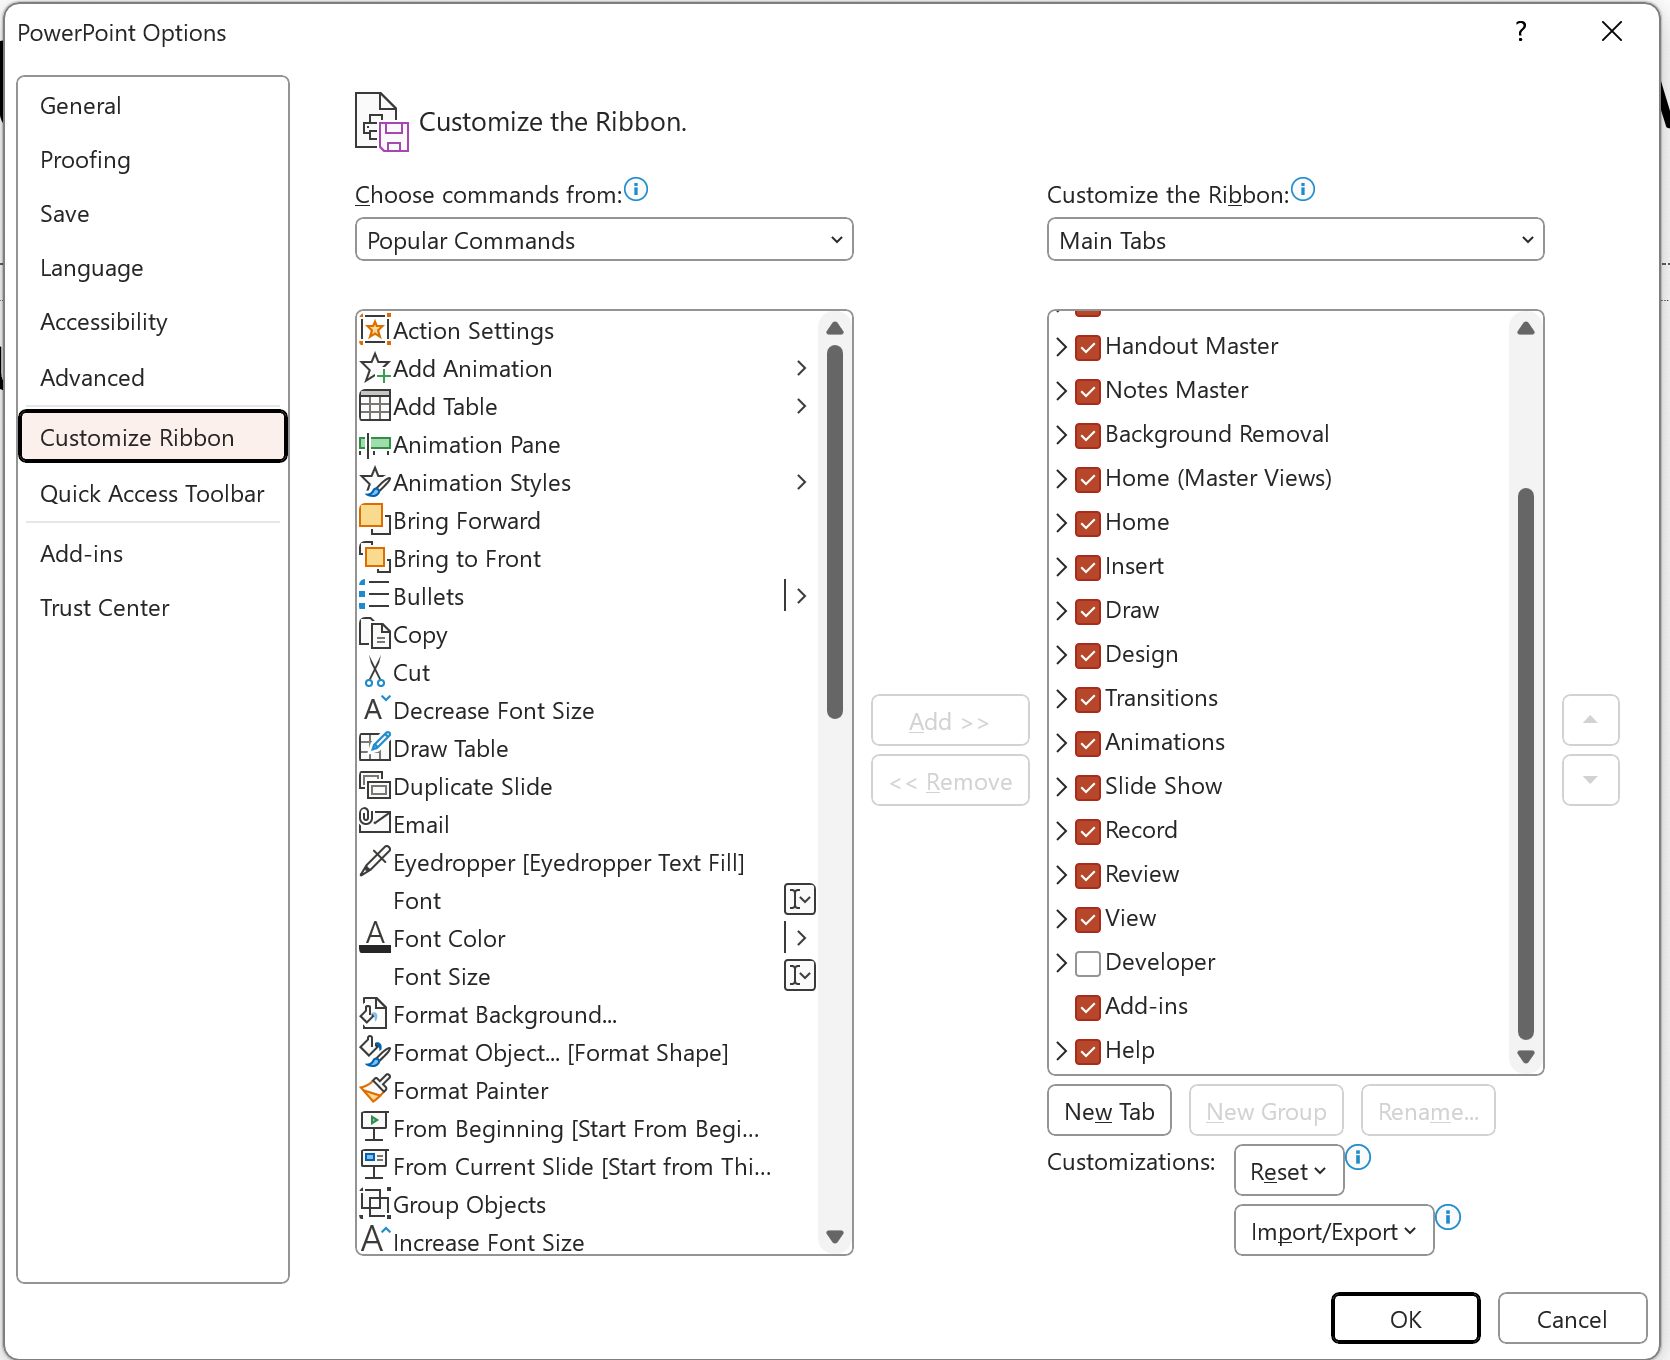 PowerPoint Options
?
General
Proofing
Save
Language
Accessibility
Advanced
Customize Ribbon
Quick Access Toolbar
Add-ins
Trust Center
Customize the Ribbon.
Choose commands from:
Popular Commands
Action Settings
Add Animation
Add Table
Animation Pane
Animation Styles
Bring Forward
Bring to Front
Bullets
Copy
Cut
Decrease Font Size
Draw Table
Duplicate Slide
Email
Eyedropper [Eyedropper Text Fill]
Font
Font Color
Font Size
Format Background...
Format Object... [Format Shape]
Format Painter
From Beginning [Start From Begi...
From Current Slide [Start from Thi...
Group Objects
Increase Font Size
Add >>
<< Remove
Customize the Ribbon:
Main Tabs
Handout Master
Notes Master
Background Removal
Home (Master Views)
Home
Insert
Draw
Design
Transitions
Animations
Slide Show
Record
Review
View
Developer
Add-ins
Help
New Tab
New Group
Rename...
Customizations:
Reset
Import/Export
OK
Cancel